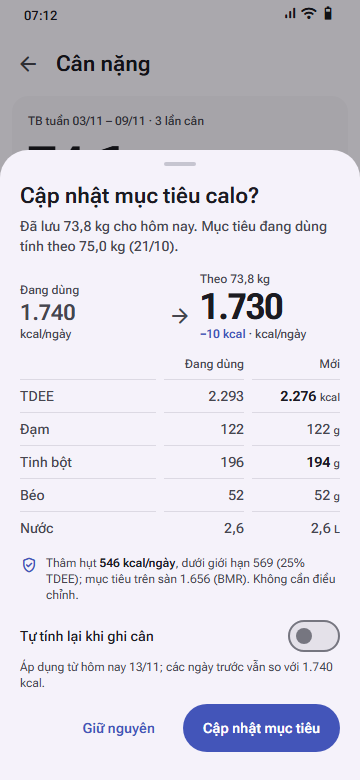 07:12
Cân nặng
TB tuần 03/11 – 09/11 · 3 lần cân
Cập nhật mục tiêu calo?
Đã lưu 73,8 kg cho hôm nay. Mục tiêu đang dùng
tính theo 75,0 kg (21/10).
Đang dùng
1.740
kcal/ngày
→
Theo 73,8 kg
1.730
−10 kcal · kcal/ngày
Đang dùng Mới
TDEE 2.293 2.276 kcal
Đạm 122 122 g
Tinh bột 196 194 g
Béo 52 52 g
Nước 2,6 2,6 L
Thâm hụt 546 kcal/ngày, dưới giới hạn 569 (25%
TDEE); mục tiêu trên sàn 1.656 (BMR). Không cần điều
chỉnh.
Tự tính lại khi ghi cân
Áp dụng từ hôm nay 13/11; các ngày trước vẫn so với 1.740
kcal.
Giữ nguyên Cập nhật mục tiêu